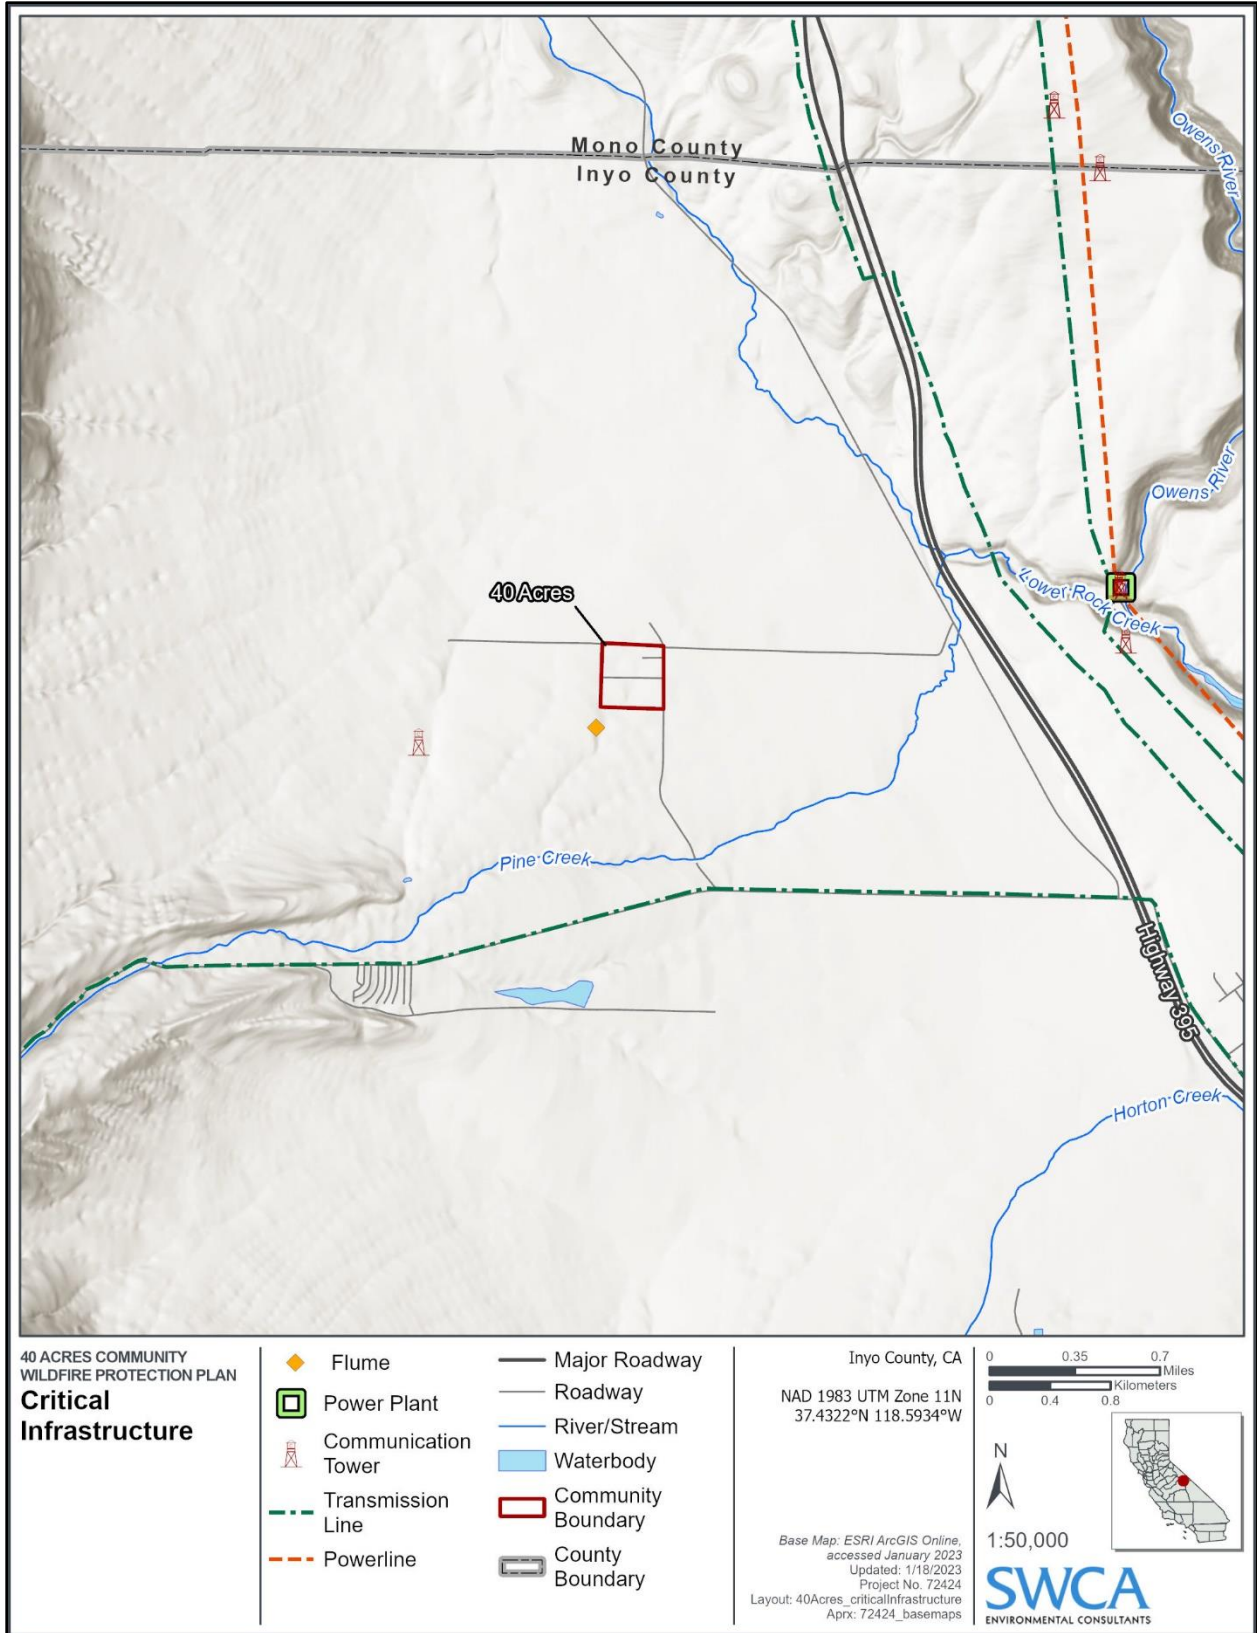 Mono County
Inyo County
Owens River
Owens River
Lower Rock Creek
40 Acres
Pine Creek
Highway 395
Horton Creek
40 ACRES COMMUNITY
WILDFIRE PROTECTION PLAN
Critical
Infrastructure
Flume
Power Plant
Communication
Tower
Transmission
Line
Powerline
Major Roadway
Roadway
River/Stream
Waterbody
Community
Boundary
County
Boundary
Inyo County, CA
NAD 1983 UTM Zone 11N
37.4322°N 118.5934°W
Base Map: ESRI ArcGIS Online,
accessed January 2023
Updated: 1/18/2023
Project No. 72424
Layout: 40Acres_criticalInfrastructure
Aprx: 72424_basemaps
0 0.35 0.7
Miles
Kilometers
0 0.4 0.8
N
1:50,000
SWCA
ENVIRONMENTAL CONSULTANTS